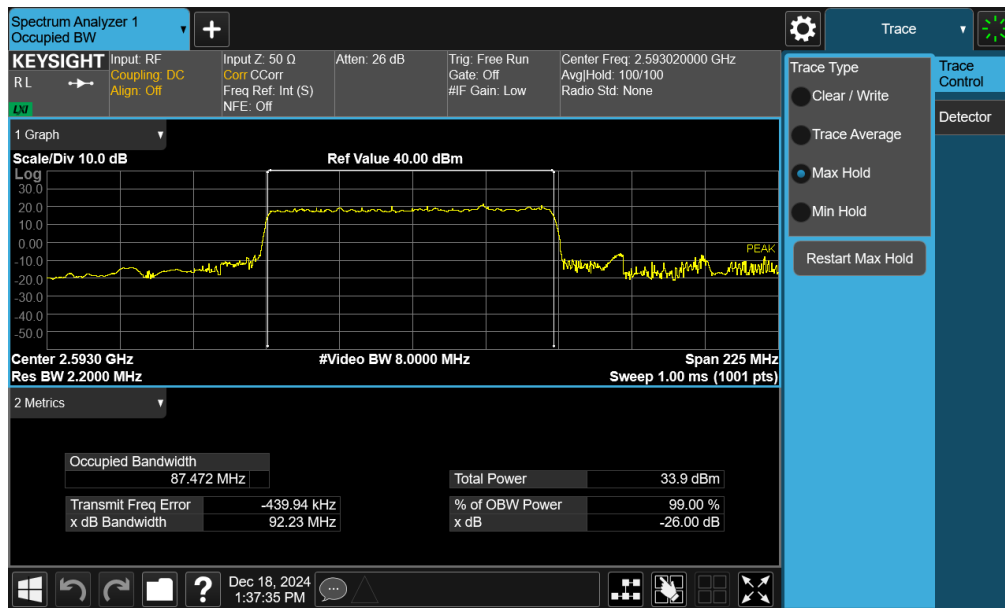 Spectrum Analyzer 1
Occupied BW
+
Trace
KEYSIGHT
R L
LXI
Input: RF
Coupling: DC
Align: Off
Input Z: 50 Ω
Corr CCorr
Freq Ref: Int (S)
NFE: Off
Atten: 26 dB
Trig: Free Run
Gate: Off
#IF Gain: Low
Center Freq: 2.593020000 GHz
Avg|Hold: 100/100
Radio Std: None
Trace Type
Clear / Write
Trace Average
Max Hold
Min Hold
Restart Max Hold
Trace
Control
Detector
1 Graph
Scale/Div 10.0 dB
Ref Value 40.00 dBm
Log
30.0
20.0
10.0
0.00
-10.0
-20.0
-30.0
-40.0
-50.0
PEAK
Center 2.5930 GHz
#Video BW 8.0000 MHz
Span 225 MHz
Res BW 2.2000 MHz
Sweep 1.00 ms (1001 pts)
2 Metrics
Occupied Bandwidth
87.472 MHz
Total Power 33.9 dBm
Transmit Freq Error -439.94 kHz
% of OBW Power 99.00 %
x dB Bandwidth 92.23 MHz
x dB -26.00 dB
?
Dec 18, 2024
1:37:35 PM